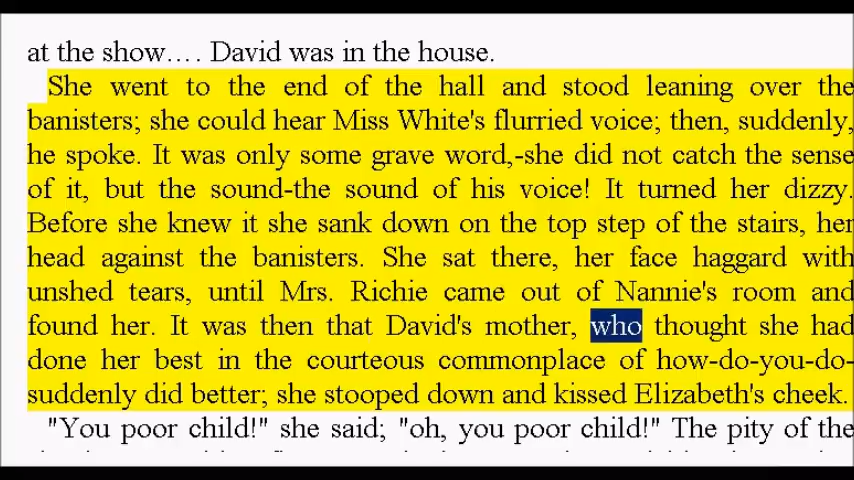 at the show.… David was in the house.
She went to the end of the hall and stood leaning over the
banisters; she could hear Miss White's flurried voice; then, suddenly,
he spoke. It was only some grave word,-she did not catch the sense
of it, but the sound-the sound of his voice! It turned her dizzy.
Before she knew it she sank down on the top step of the stairs, her
head against the banisters. She sat there, her face haggard with
unshed tears, until Mrs. Richie came out of Nannie's room and
found her. It was then that David's mother, who thought she had
done her best in the courteous commonplace of how-do-you-do-
suddenly did better; she stooped down and kissed Elizabeth's cheek.
"You poor child!" she said; "oh, you poor child!" The pity of the